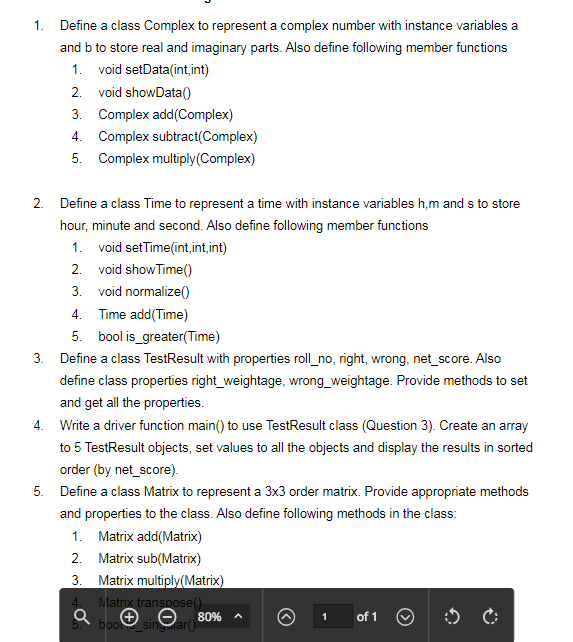 1. Define a class Complex to represent a complex number with instance variables a
and b to store real and imaginary parts. Also define following member functions
1. void setData(int,int)
2. void showData()
3. Complex add(Complex)
4. Complex subtract(Complex)
5. Complex multiply(Complex)
2. Define a class Time to represent a time with instance variables h,m and s to store
hour, minute and second. Also define following member functions
1. void setTime(int,int,int)
2. void showTime()
3. void normalize()
4. Time add(Time)
5. bool is_greater(Time)
3. Define a class TestResult with properties roll_no, right, wrong, net_score. Also
define class properties right_weightage, wrong_weightage. Provide methods to set
and get all the properties.
4. Write a driver function main() to use TestResult class (Question 3). Create an array
to 5 TestResult objects, set values to all the objects and display the results in sorted
order (by net_score).
5. Define a class Matrix to represent a 3x3 order matrix. Provide appropriate methods
and properties to the class. Also define following methods in the class:
1. Matrix add(Matrix)
2. Matrix sub(Matrix)
3. Matrix multiply(Matrix)
4. Matrix transpose()
5. bool is_singular()
80% 1 of 1